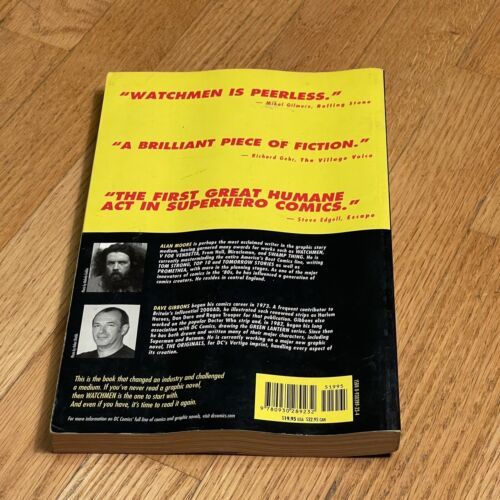 "WATCHMEN IS PEERLESS."
— Mikal Gilmore, Rolling Stone
"A BRILLIANT PIECE OF FICTION."
— Richard Gehr, The Village Voice
"THE FIRST GREAT HUMANE
ACT IN SUPERHERO COMICS."
— Steve Edgell, Escape
ALAN MOORE is perhaps the most acclaimed writer in the graphic story
medium, having garnered many awards for works such as WATCHMEN,
V FOR VENDETTA, From Hell, Miracleman, and SWAMP THING. He is
currently masterminding the entire America's Best Comics line, writing
TOM STRONG, TOP 10 and TOMORROW STORIES as well as
PROMETHEA, with more in the planning stages. As one of the major
innovators of comics in the '80s, he has influenced a generation of
comics creators. He resides in central England.
DAVE GIBBONS began his comics career in 1973. A frequent contributor to
Britain's influential 2000AD, he illustrated such renowned strips as Harlem
Heroes, Dan Dare and Rogue Trooper for that publication. Gibbons also
worked on the popular Doctor Who strip and, in 1982, began his long
association with DC Comics, drawing the GREEN LANTERN series. Since then
he has both drawn and written many of their major characters, including
Superman and Batman. He is currently working on a major new graphic
novel, THE ORIGINALS, for DC's Vertigo imprint, handling every aspect of
its creation.
This is the book that changed an industry and challenged
a medium. If you've never read a graphic novel,
then WATCHMEN is the one to start with.
And even if you have, it's time to read it again.
For more information on DC Comics' full line of comics and graphic novels, visit dccomics.com
51995
9 780930 289232
$19.95 USA $32.95 CAN
ISBN 0-930289-23-4